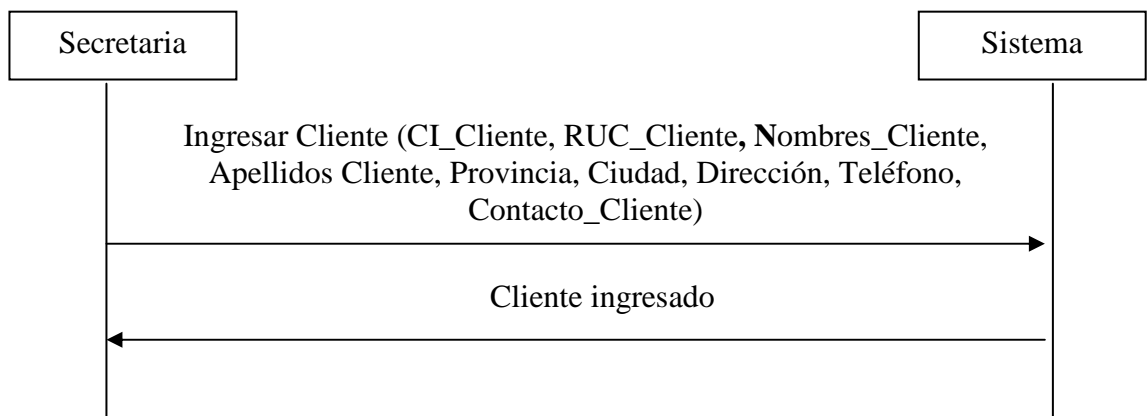 Secretaria
Sistema
Ingresar Cliente (CI_Cliente, RUC_Cliente, Nombres_Cliente,
Apellidos Cliente, Provincia, Ciudad, Dirección, Teléfono,
Contacto_Cliente)
Cliente ingresado